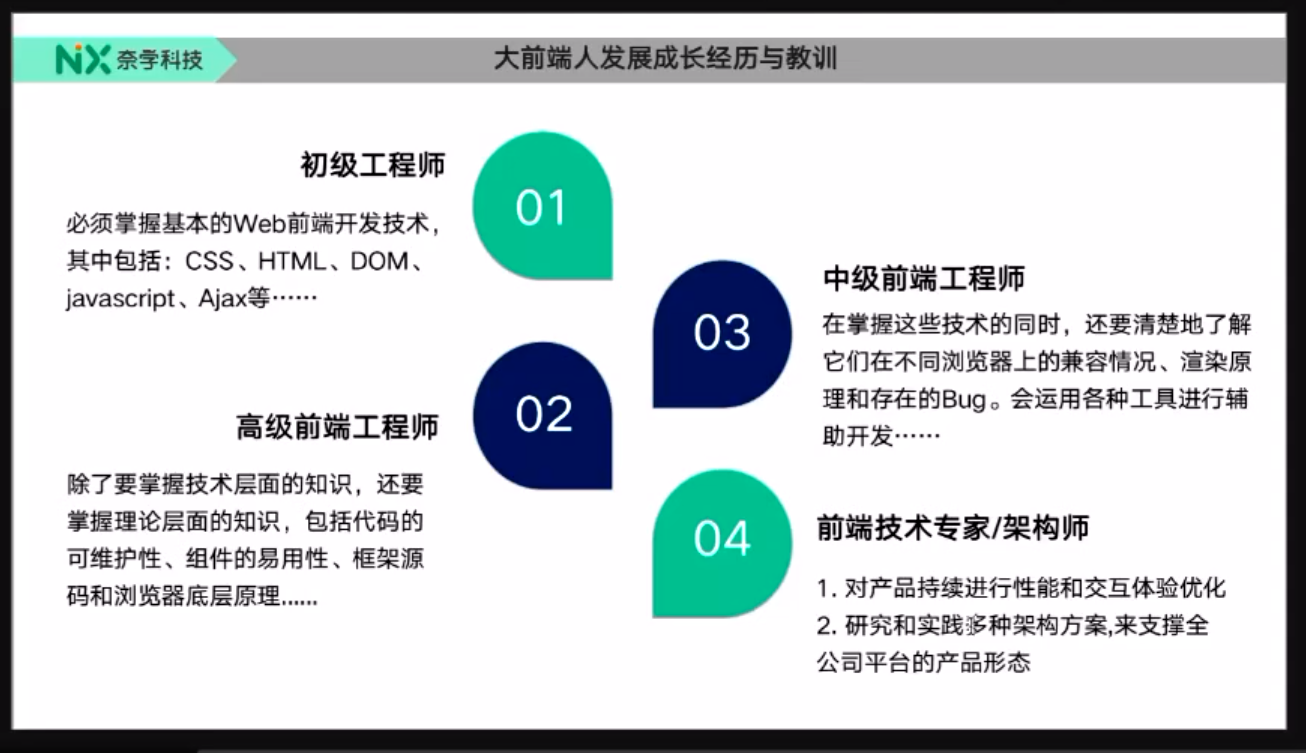 NiX 奈学科技
大前端人发展成长经历与教训
初级工程师
01
必须掌握基本的Web前端开发技术，
其中包括：CSS、HTML、DOM、
javascript、Ajax等……
中级前端工程师
03
在掌握这些技术的同时，还要清楚地了解
它们在不同浏览器上的兼容情况、渲染原
理和存在的Bug。会运用各种工具进行辅
助开发……
高级前端工程师
02
除了要掌握技术层面的知识，还要
掌握理论层面的知识，包括代码的
可维护性、组件的易用性、框架源
码和浏览器底层原理......
04
前端技术专家/架构师
1. 对产品持续进行性能和交互体验优化
2. 研究和实践多种架构方案,来支撑全
公司平台的产品形态